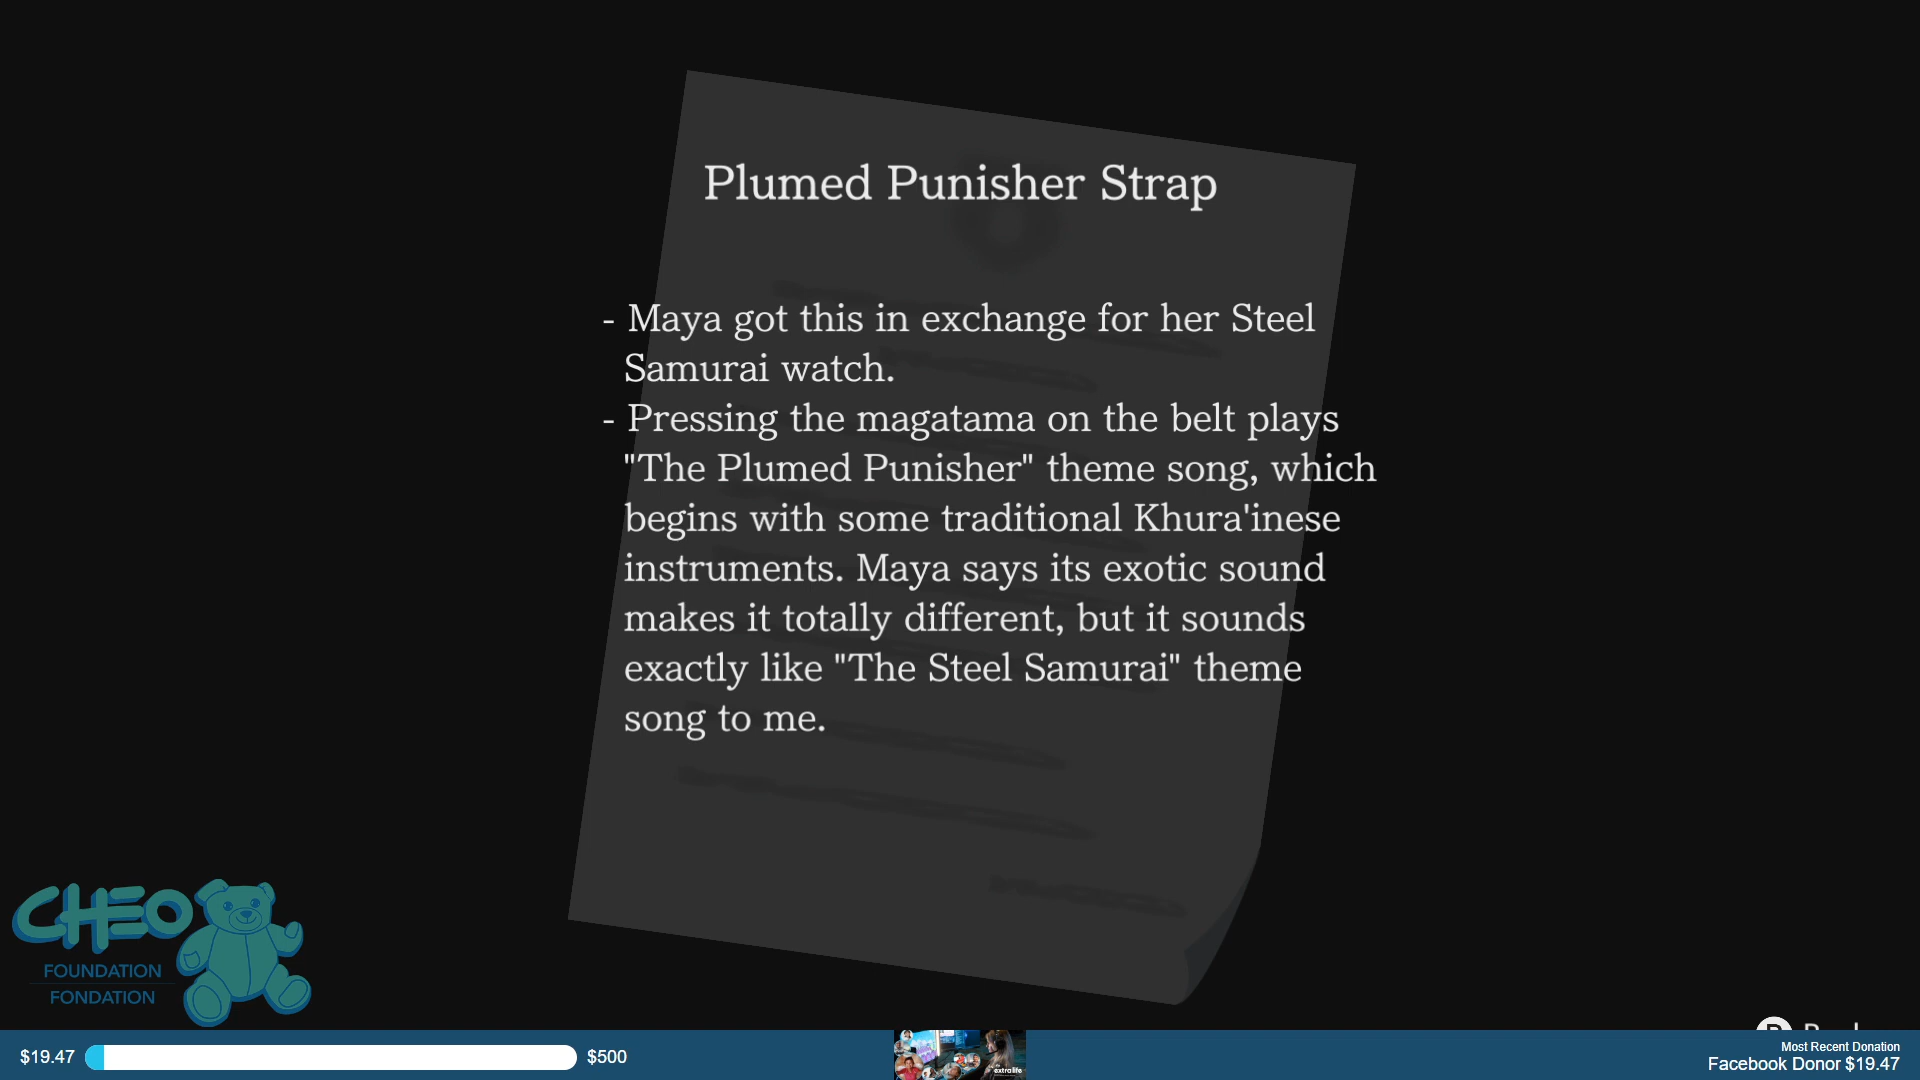 Plumed Punisher Strap
- Maya got this in exchange for her Steel
Samurai watch.
- Pressing the magatama on the belt plays
"The Plumed Punisher" theme song, which
begins with some traditional Khura'inese
instruments. Maya says its exotic sound
makes it totally different, but it sounds
exactly like "The Steel Samurai" theme
song to me.
CHEO
FOUNDATION
FONDATION
$19.47
$500
extralife
Most Recent Donation
Facebook Donor $19.47